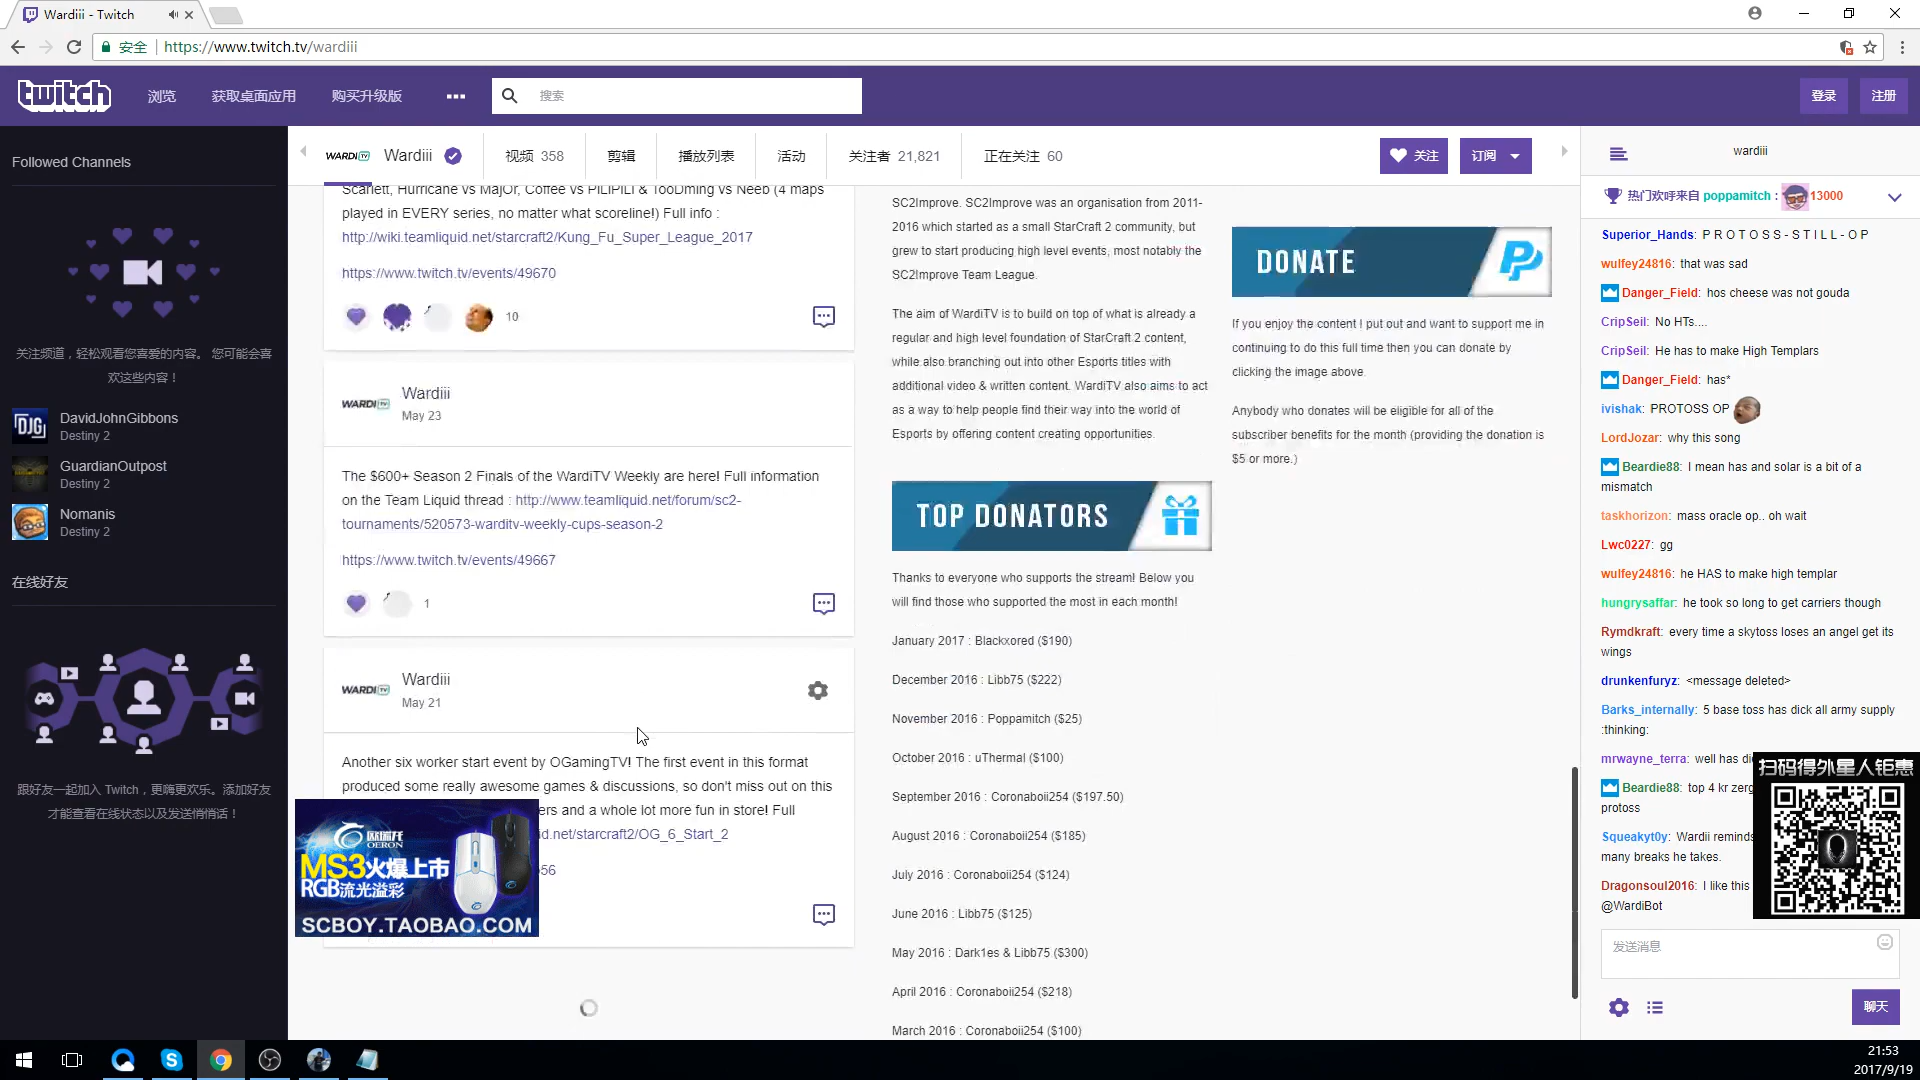 Wardiii - Twitch
安全 | https://www.twitch.tv/wardiii
twitch
浏览
获取桌面应用
购买升级版
搜索
登录
注册
Followed Channels
关注频道，轻松观看您喜爱的内容。 您可能会喜
欢这些内容！
DavidJohnGibbons
Destiny 2
GuardianOutpost
Destiny 2
Nomanis
Destiny 2
在线好友
跟好友一起加入 Twitch，更嗨更欢乐。添加好友
才能查看在线状态以及发送悄悄话！
WARDI TV
Wardiii
视频 358
剪辑
播放列表
活动
关注者 21,821
正在关注 60
关注
订阅
Scarlett, Hurricane vs MajOr, Coffee vs PiLiPiLi & TooDming vs Neeb (4 maps
played in EVERY series, no matter what scoreline!) Full info :
http://wiki.teamliquid.net/starcraft2/Kung_Fu_Super_League_2017
https://www.twitch.tv/events/49670
10
WARDI TV
Wardiii
May 23
The $600+ Season 2 Finals of the WardiTV Weekly are here! Full information
on the Team Liquid thread : http://www.teamliquid.net/forum/sc2-
tournaments/520573-warditv-weekly-cups-season-2
https://www.twitch.tv/events/49667
1
WARDI TV
Wardiii
May 21
Another six worker start event by OGamingTV! The first event in this format
produced some really awesome games & discussions, so don't miss out on this
ers and a whole lot more fun in store! Full
id.net/starcraft2/OG_6_Start_2
56
欧瑞诺
OERON
MS3火爆上市
RGB流光溢彩
SCBOY.TAOBAO.COM
SC2Improve. SC2Improve was an organisation from 2011-
2016 which started as a small StarCraft 2 community, but
grew to start producing high level events, most notably the
SC2Improve Team League.
The aim of WardiTV is to build on top of what is already a
regular and high level foundation of StarCraft 2 content,
while also branching out into other Esports titles with
additional video & written content. WardiTV also aims to act
as a way to help people find their way into the world of
Esports by offering content creating opportunities.
TOP DONATORS
Thanks to everyone who supports the stream! Below you
will find those who supported the most in each month!
January 2017 : Blackxored ($190)
December 2016 : Libb75 ($222)
November 2016 : Poppamitch ($25)
October 2016 : uThermal ($100)
September 2016 : Coronaboii254 ($197.50)
August 2016 : Coronaboii254 ($185)
July 2016 : Coronaboii254 ($124)
June 2016 : Libb75 ($125)
May 2016 : Dark1es & Libb75 ($300)
April 2016 : Coronaboii254 ($218)
March 2016 : Coronaboii254 ($100)
DONATE
If you enjoy the content I put out and want to support me in
continuing to do this full time then you can donate by
clicking the image above.
Anybody who donates will be eligible for all of the
subscriber benefits for the month (providing the donation is
$5 or more.)
wardiii
热门欢呼来自 poppamitch : 13000
Superior_Hands: P R O T O S S - S T I L L - O P
wulfey24816: that was sad
Danger_Field: hos cheese was not gouda
CripSeil: No HTs....
CripSeil: He has to make High Templars
Danger_Field: has*
ivishak: PROTOSS OP
LordJozar: why this song
Beardie88: I mean has and solar is a bit of a
mismatch
taskhorizon: mass oracle op.. oh wait
Lwc0227: gg
wulfey24816: he HAS to make high templar
hungrysaffar: he took so long to get carriers though
Rymdkraft: every time a skytoss loses an angel get its
wings
drunkenfuryz: <message deleted>
Barks_internally: 5 base toss has dick all army supply
:thinking:
mrwayne_terra: well has di
Beardie88: top 4 kr zerg
protoss
Squeakyt0y: Wardii reminds
many breaks he takes.
Dragonsoul2016: I like this
@WardiBot
扫码得外星人钜惠
发送消息
聊天
21:53
2017/9/19